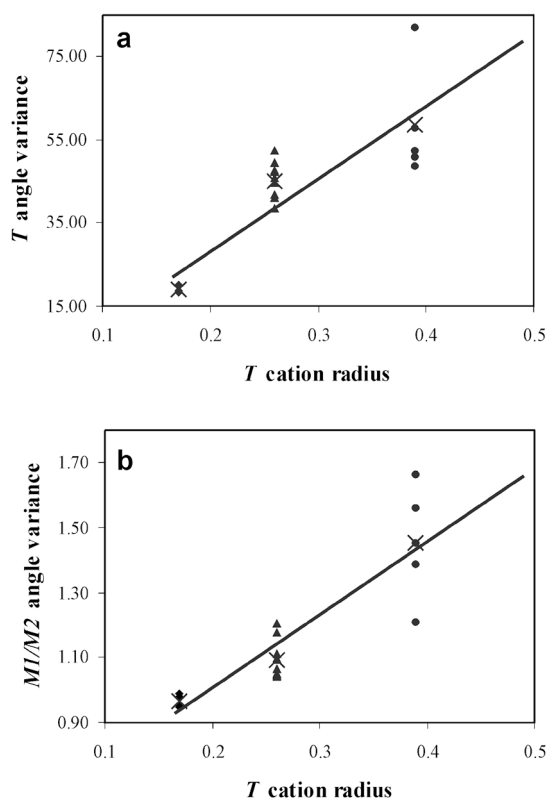 a
75.00
55.00
35.00
15.00
T angle variance
0.1 0.2 0.3 0.4 0.5
T cation radius
b
1.70
1.50
1.30
1.10
0.90
M1/M2 angle variance
0.1 0.2 0.3 0.4 0.5
T cation radius